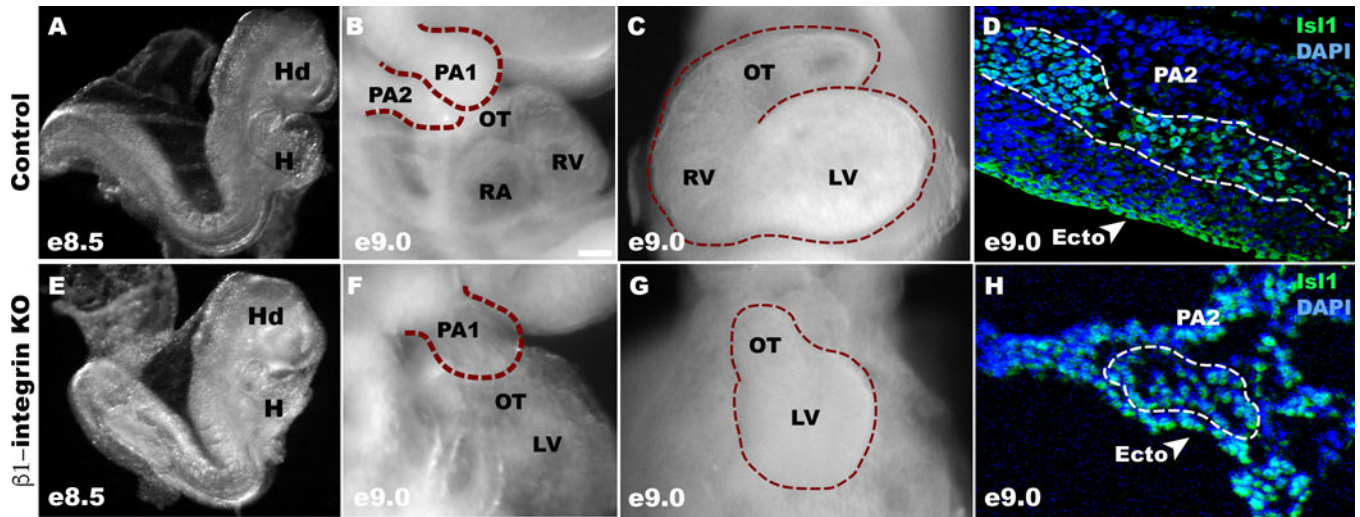 Control
A
Hd
H
e8.5
B
PA1
PA2
OT
RV
RA
e9.0
C
OT
RV
LV
e9.0
D
Isl1
DAPI
PA2
Ecto
e9.0
β1–integrin KO
E
Hd
H
e8.5
F
PA1
OT
LV
e9.0
G
OT
LV
e9.0
H
Isl1
DAPI
PA2
Ecto
e9.0